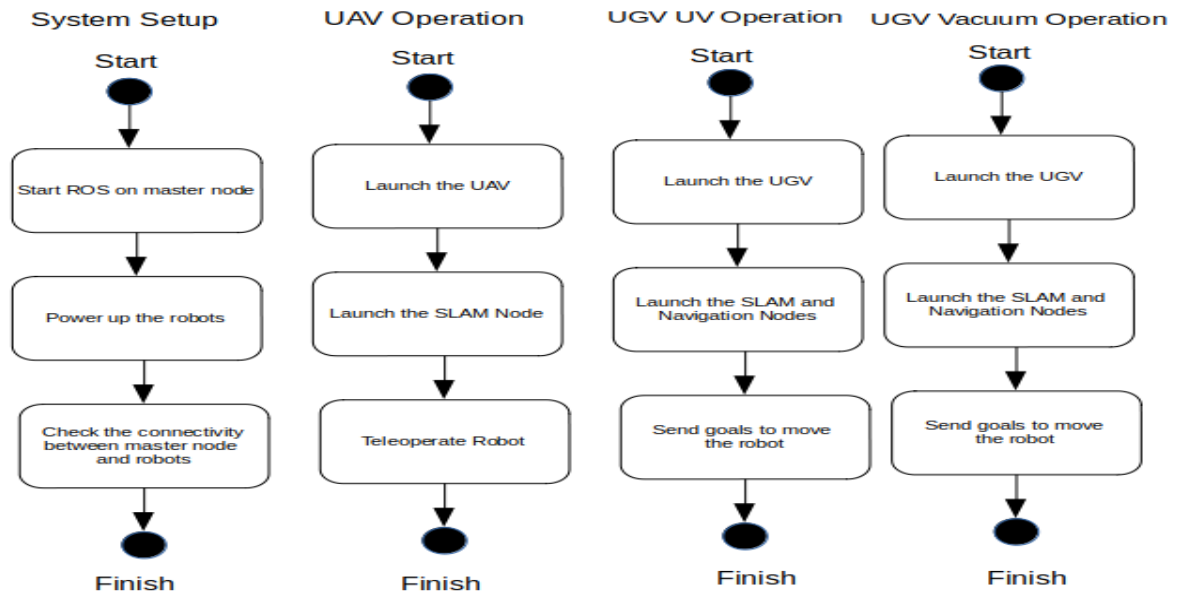 System Setup
Start
Start ROS on master node
Power up the robots
Check the connectivity
between master node
and robots
Finish
UAV Operation
Start
Launch the UAV
Launch the SLAM Node
Teleoperate Robot
Finish
UGV UV Operation
Start
Launch the UGV
Launch the SLAM and
Navigation Nodes
Send goals to move
the robot
Finish
UGV Vacuum Operation
Start
Launch the UGV
Launch the SLAM and
Navigation Nodes
Send goals to move
the robot
Finish